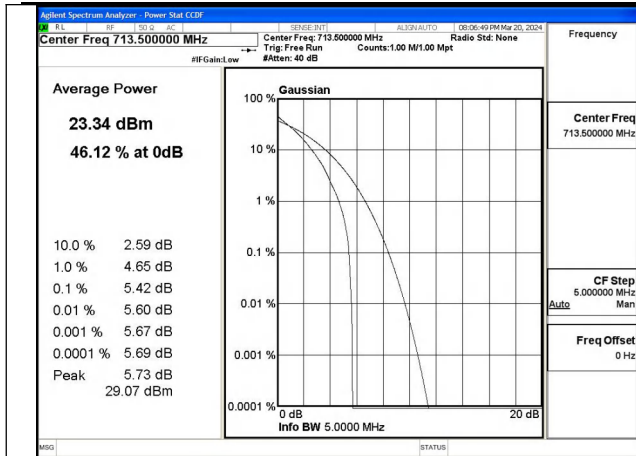 Agilent Spectrum Analyzer - Power Stat CCDF
RL RF 50 Ω AC SENSE:INT ALIGN AUTO 08:06:49 PM Mar 20, 2024
Center Freq 713.500000 MHz
Center Freq: 713.500000 MHz Radio Std: None
Trig: Free Run Counts:1.00 M/1.00 Mpt
#IFGain:Low #Atten: 40 dB
Frequency
Average Power
23.34 dBm
46.12 % at 0dB
10.0 % 2.59 dB
1.0 % 4.65 dB
0.1 % 5.42 dB
0.01 % 5.60 dB
0.001 % 5.67 dB
0.0001 % 5.69 dB
Peak 5.73 dB
29.07 dBm
Gaussian
100 %
10 %
1 %
0.1 %
0.01 %
0.001 %
0.0001 %
0 dB 20 dB
Info BW 5.0000 MHz
Center Freq
713.500000 MHz
CF Step
5.000000 MHz
Auto Man
Freq Offset
0 Hz
MSG STATUS